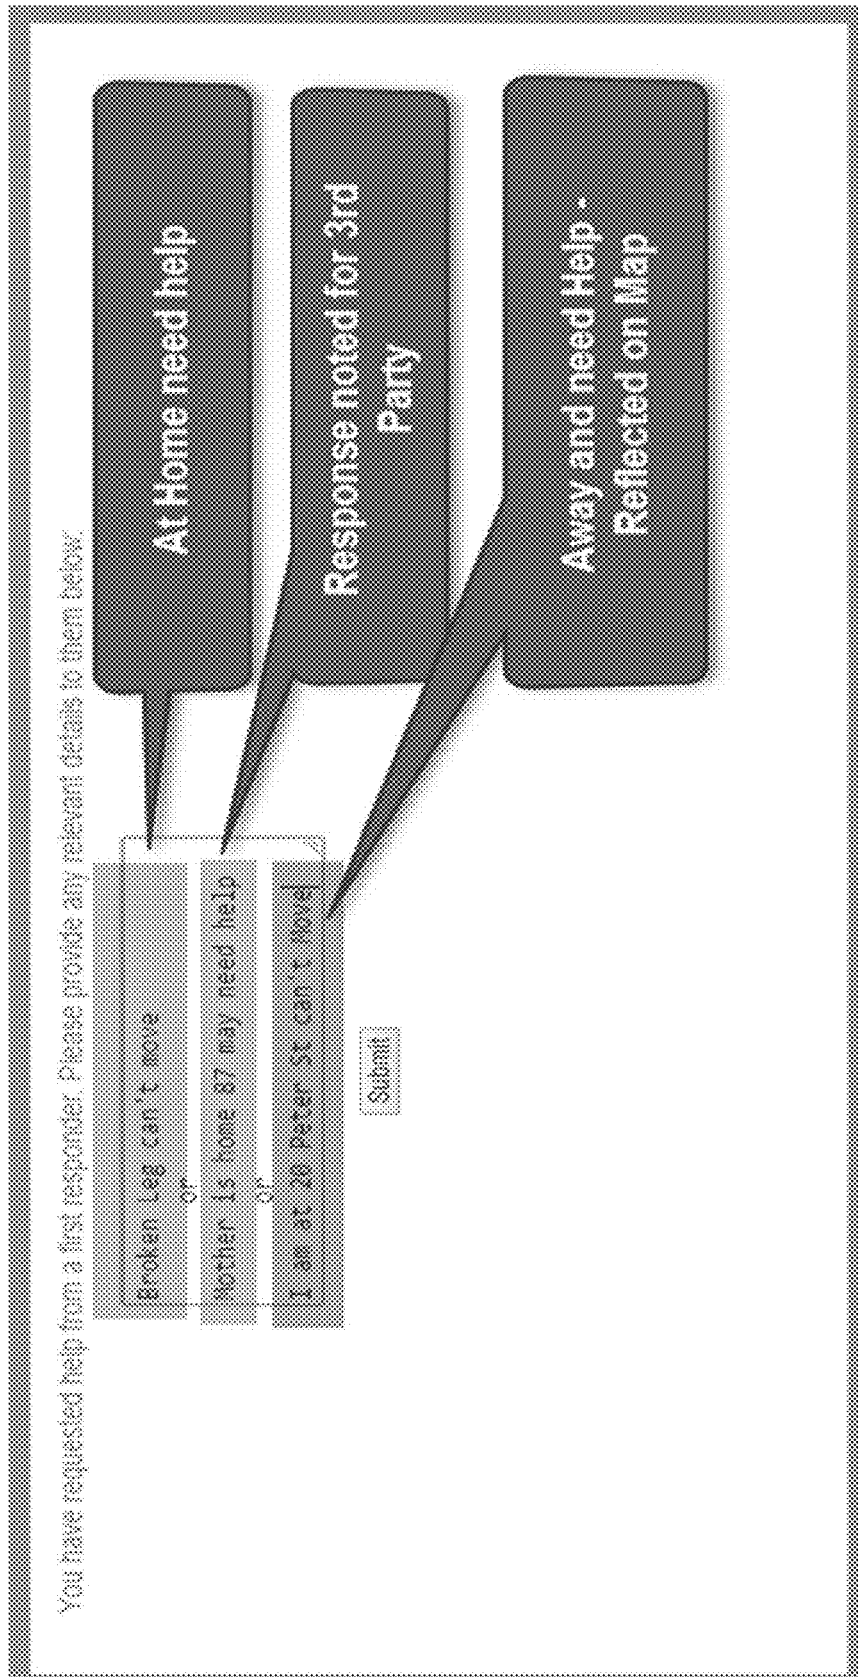 You have requested help from a first responder. Please provide any relevant details to them below:
Broken Leg can't move
or
Mother is home 87 may need help
or
I am at 20 Peter St can't move
Submit
At Home need help
Response noted for 3rd
Party
Away and need Help -
Reflected on Map